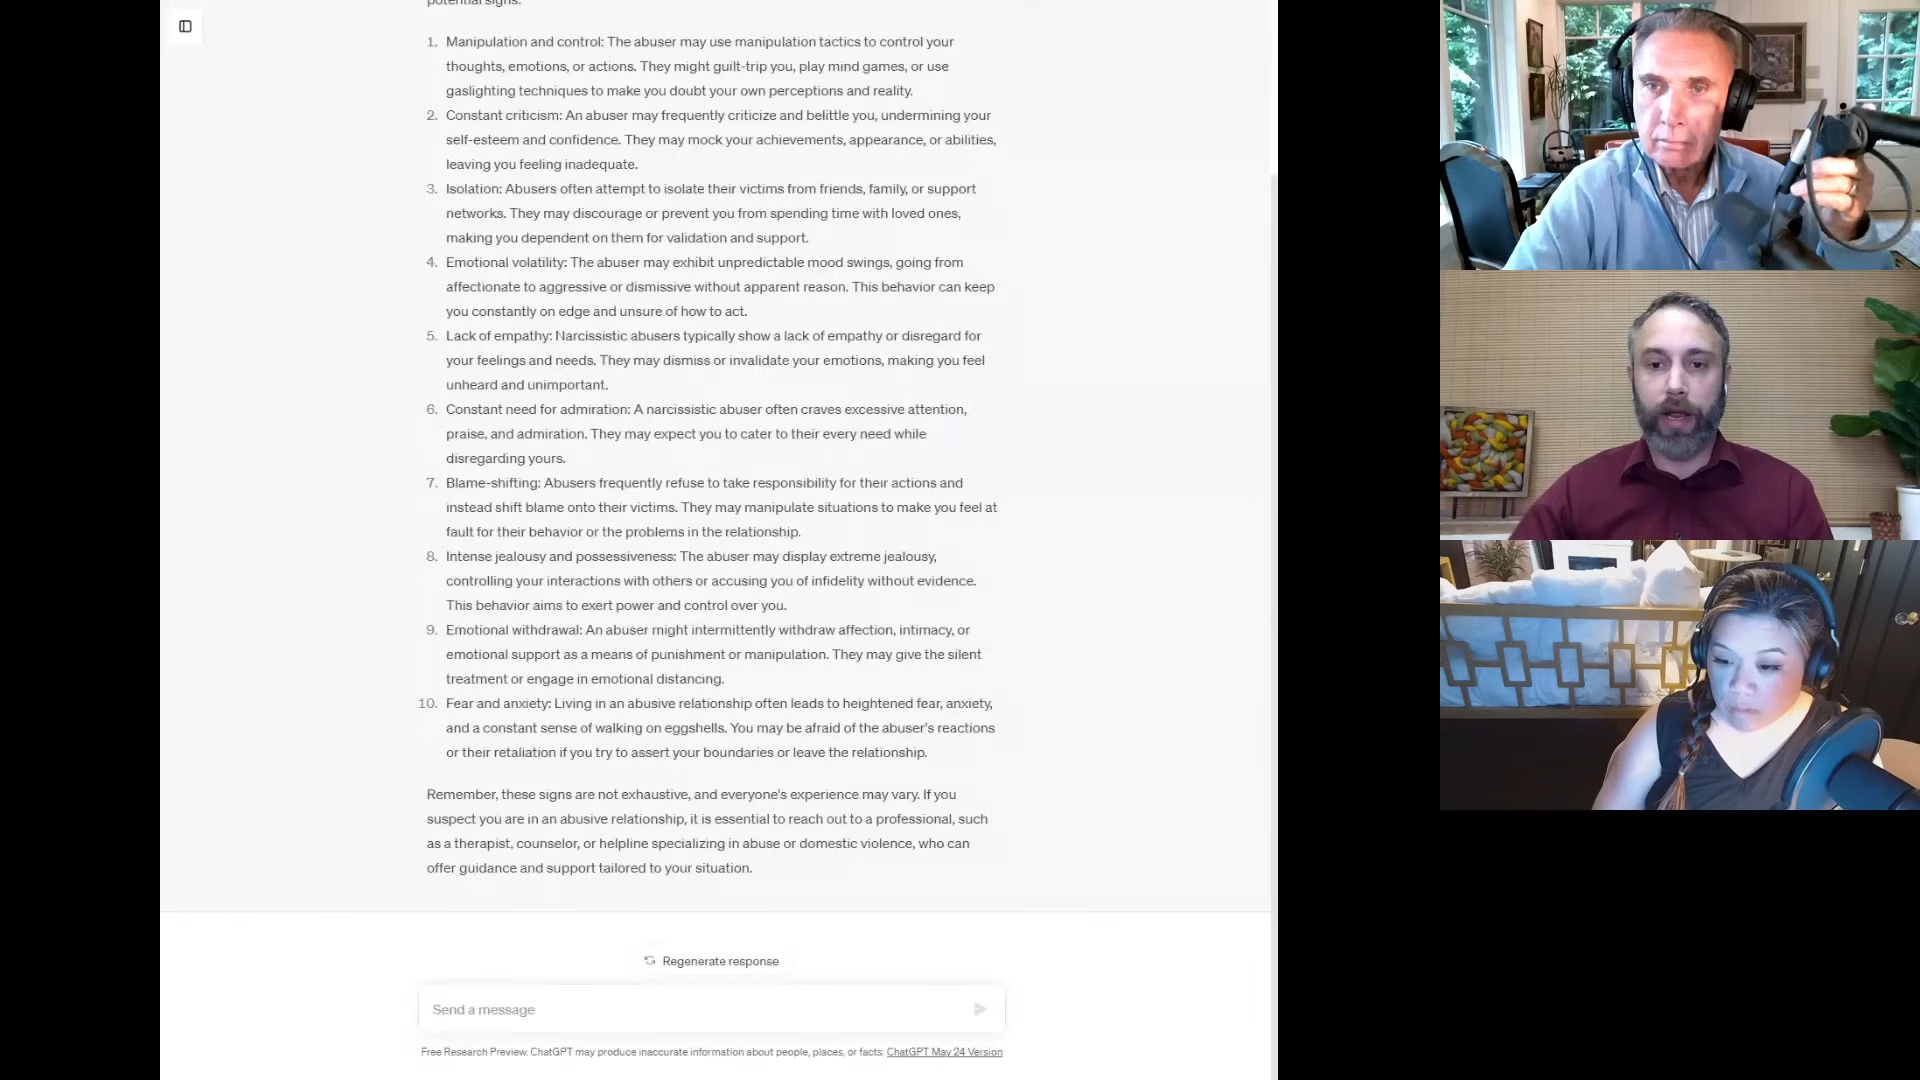 potential signs.
1. Manipulation and control: The abuser may use manipulation tactics to control your
thoughts, emotions, or actions. They might guilt-trip you, play mind games, or use
gaslighting techniques to make you doubt your own perceptions and reality.
2. Constant criticism: An abuser may frequently criticize and belittle you, undermining your
self-esteem and confidence. They may mock your achievements, appearance, or abilities,
leaving you feeling inadequate.
3. Isolation: Abusers often attempt to isolate their victims from friends, family, or support
networks. They may discourage or prevent you from spending time with loved ones,
making you dependent on them for validation and support.
4. Emotional volatility: The abuser may exhibit unpredictable mood swings, going from
affectionate to aggressive or dismissive without apparent reason. This behavior can keep
you constantly on edge and unsure of how to act.
5. Lack of empathy: Narcissistic abusers typically show a lack of empathy or disregard for
your feelings and needs. They may dismiss or invalidate your emotions, making you feel
unheard and unimportant.
6. Constant need for admiration: A narcissistic abuser often craves excessive attention,
praise, and admiration. They may expect you to cater to their every need while
disregarding yours.
7. Blame-shifting: Abusers frequently refuse to take responsibility for their actions and
instead shift blame onto their victims. They may manipulate situations to make you feel at
fault for their behavior or the problems in the relationship.
8. Intense jealousy and possessiveness: The abuser may display extreme jealousy,
controlling your interactions with others or accusing you of infidelity without evidence.
This behavior aims to exert power and control over you.
9. Emotional withdrawal: An abuser might intermittently withdraw affection, intimacy, or
emotional support as a means of punishment or manipulation. They may give the silent
treatment or engage in emotional distancing.
10. Fear and anxiety: Living in an abusive relationship often leads to heightened fear, anxiety,
and a constant sense of walking on eggshells. You may be afraid of the abuser's reactions
or their retaliation if you try to assert your boundaries or leave the relationship.
Remember, these signs are not exhaustive, and everyone's experience may vary. If you
suspect you are in an abusive relationship, it is essential to reach out to a professional, such
as a therapist, counselor, or helpline specializing in abuse or domestic violence, who can
offer guidance and support tailored to your situation.
Regenerate response
Send a message
Free Research Preview. ChatGPT may produce inaccurate information about people, places, or facts. ChatGPT May 24 Version